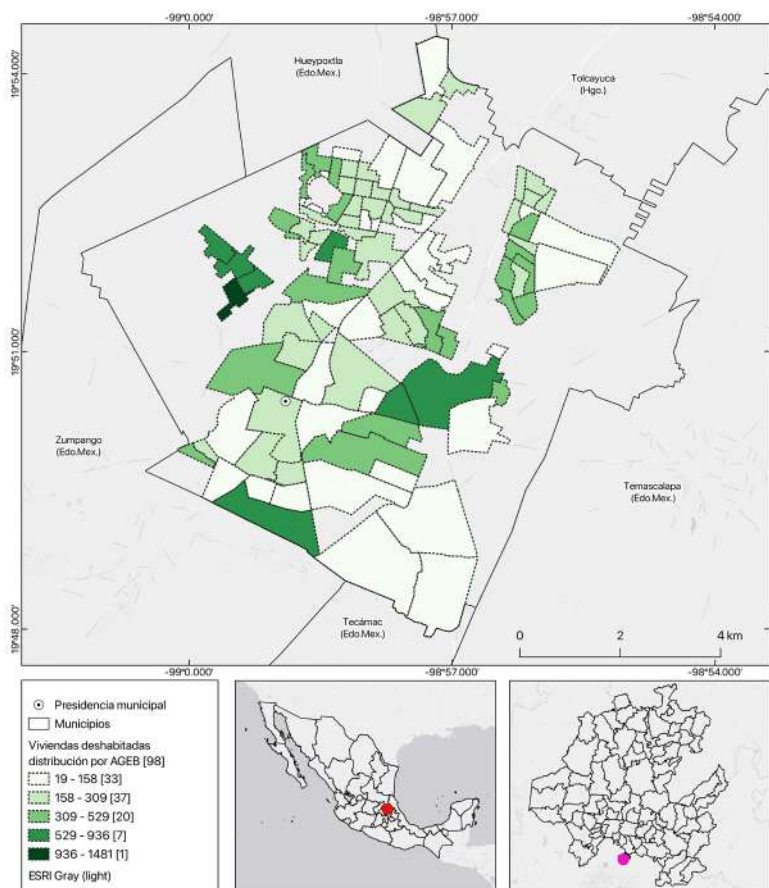 -99°0.000'
-98°57.000'
-98°54.000'
19°54.000'
Hueypoxtla
(Edo.Mex.)
Tolcayuca
(Hgo.)
19°51.000'
Zumpango
(Edo.Mex.)
Temascalapa
(Edo.Mex.)
19°48.000'
Tecámac
(Edo.Mex.)
0 2 4 km
-99°0.000'
-98°57.000'
-98°54.000'
Presidencia municipal
Municipios
Viviendas deshabitadas
distribución por AGEB [98]
19 - 158 [33]
158 - 309 [37]
309 - 529 [20]
529 - 936 [7]
936 - 1481 [1]
ESRI Gray (light)